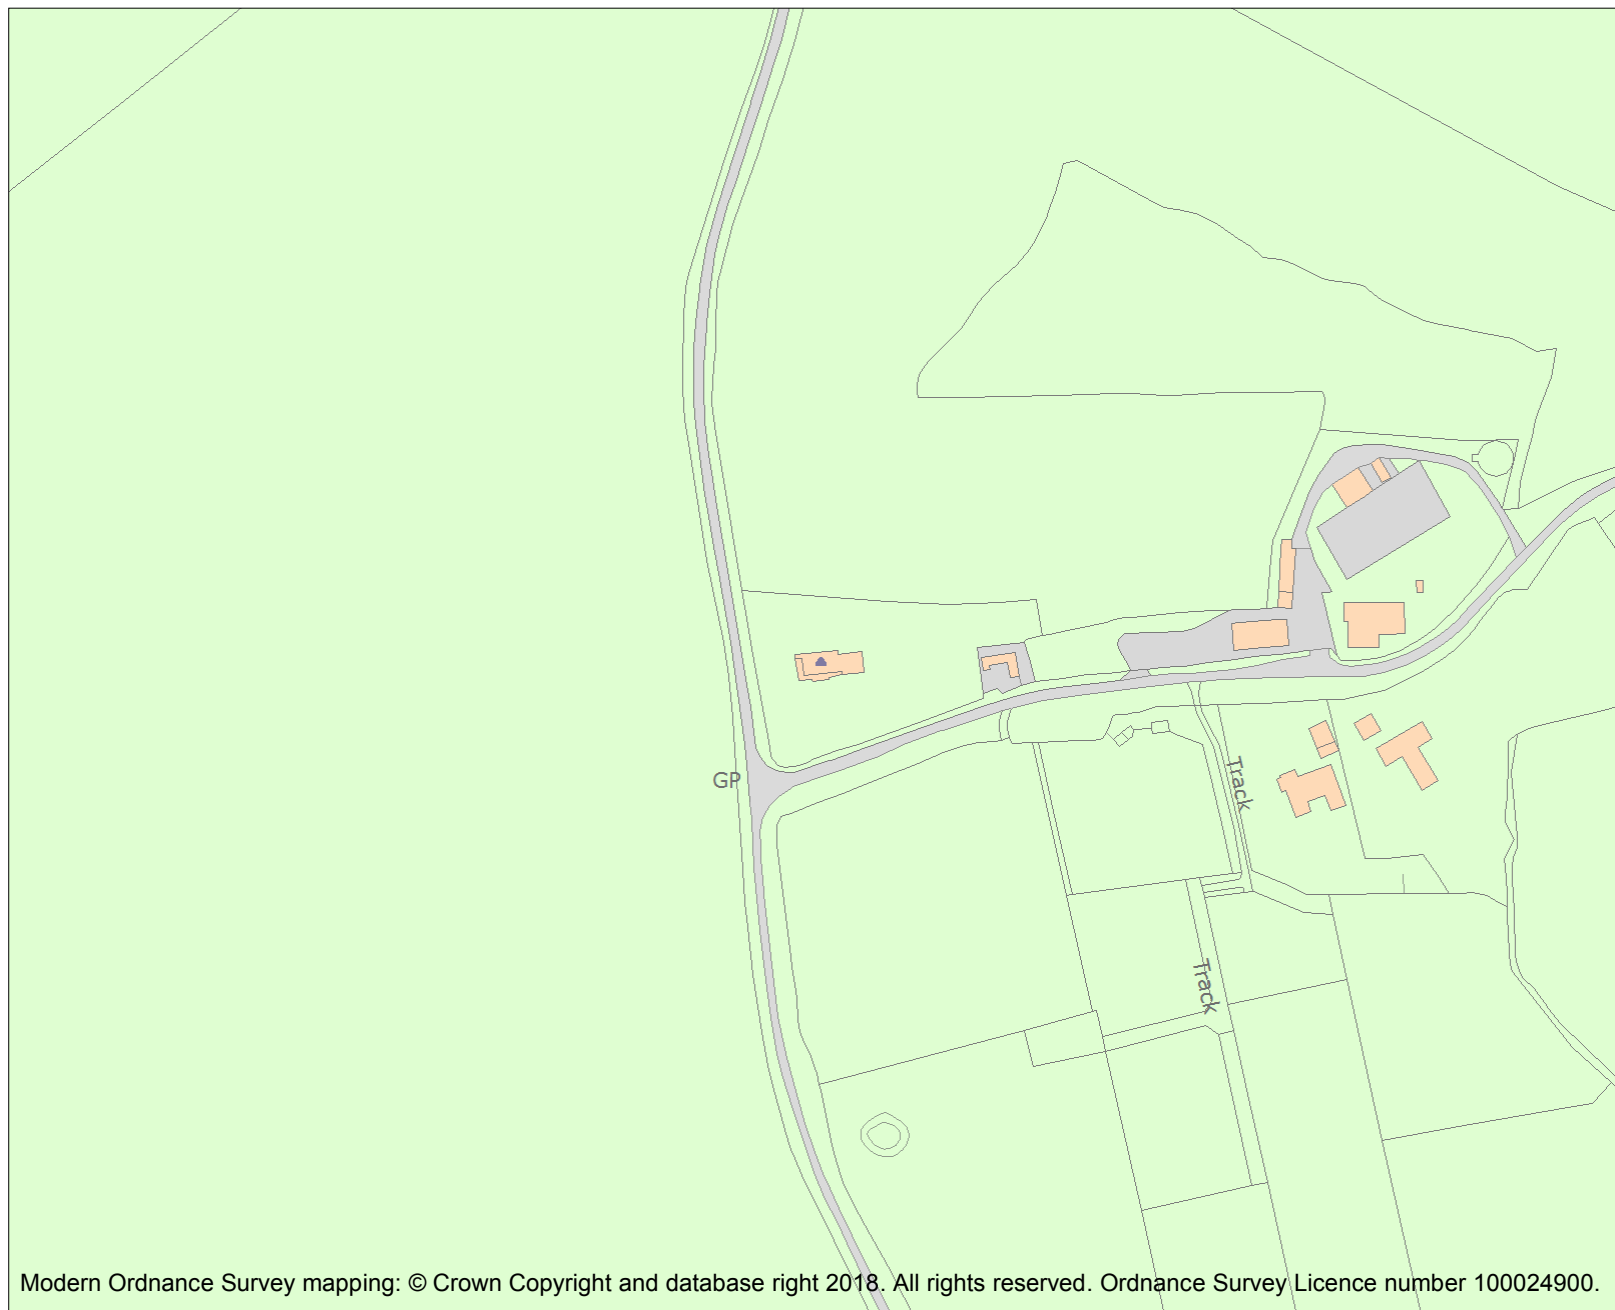 GP
Track
Track
Modern Ordnance Survey mapping: © Crown Copyright and database right 2018. All rights reserved. Ordnance Survey Licence number 100024900.